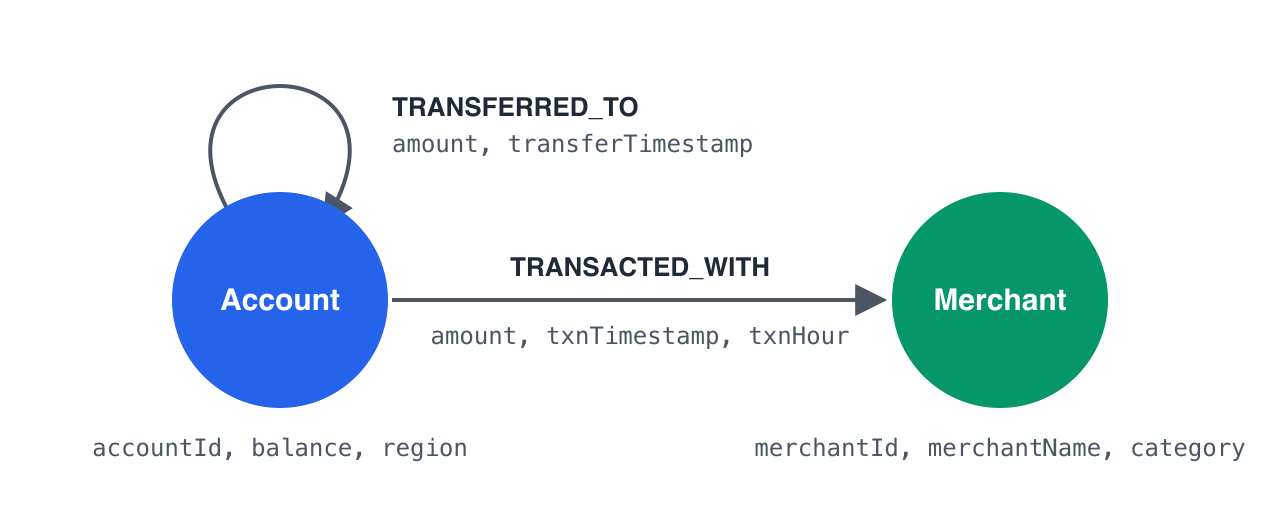 TRANSFERRED_TO
amount, transferTimestamp
TRANSACTED_WITH
Account
Merchant
amount, txnTimestamp, txnHour
accountId, balance, region
merchantId, merchantName, category